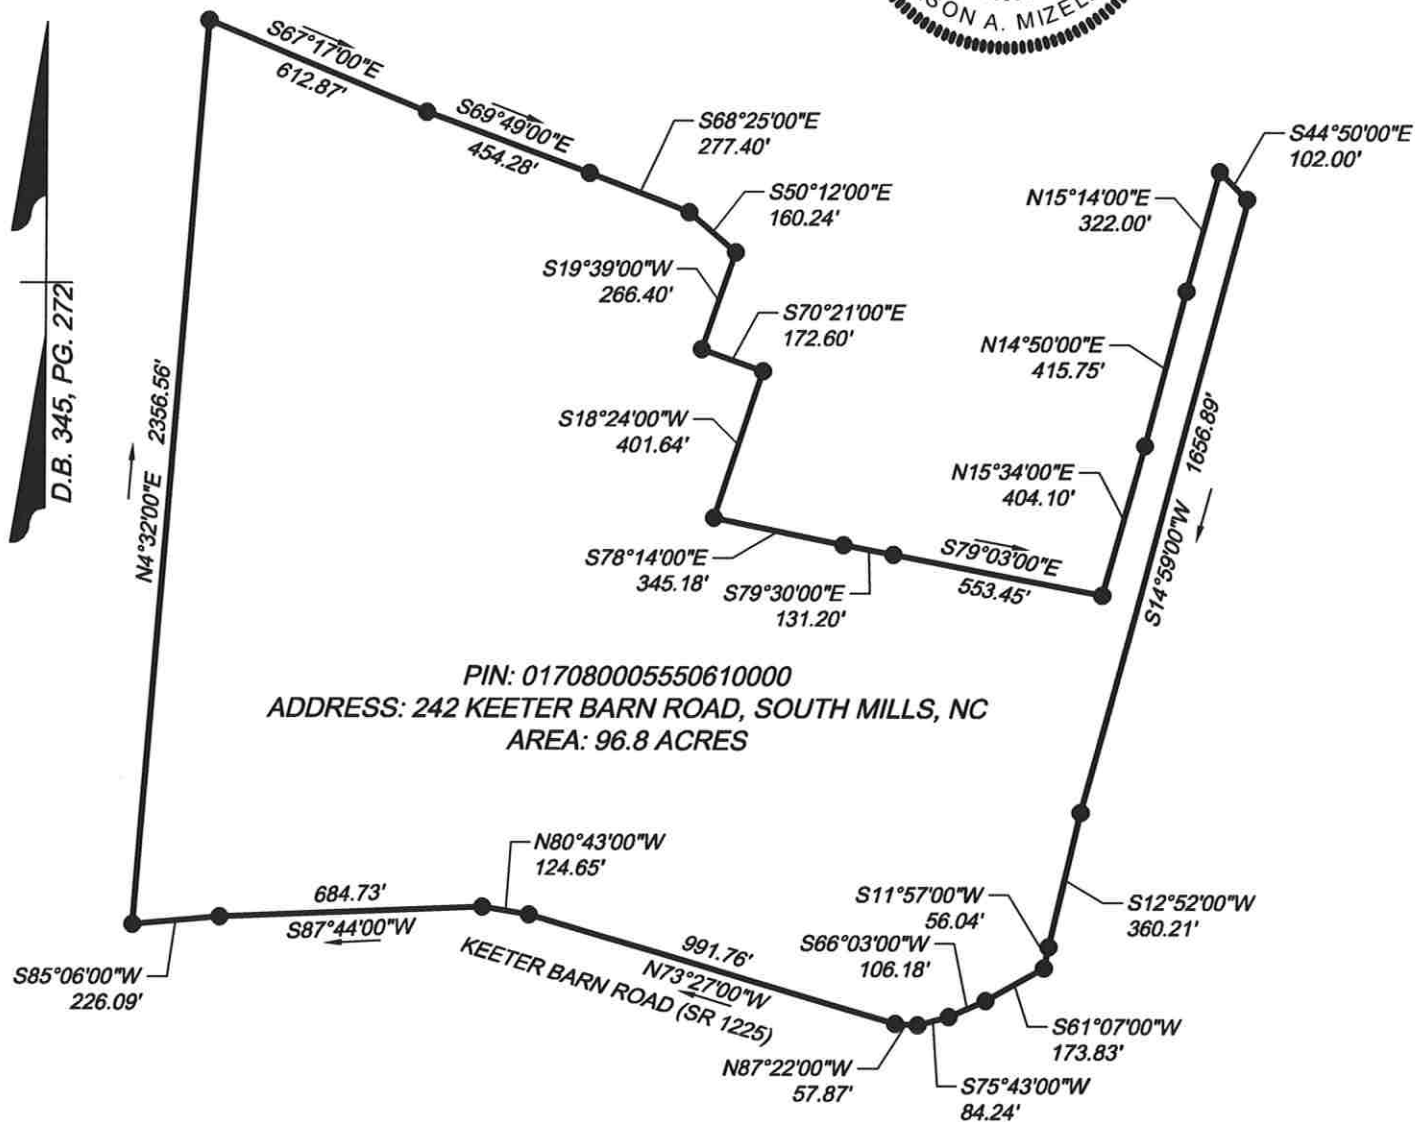 SON A. MIZEL
S67°17'00"E
612.87'
S69°49'00"E
454.28'
S68°25'00"E
277.40'
S50°12'00"E
160.24'
S19°39'00"W
266.40'
S70°21'00"E
172.60'
S18°24'00"W
401.64'
S78°14'00"E
345.18'
S79°30'00"E
131.20'
S79°03'00"E
553.45'
N15°34'00"E
404.10'
N14°50'00"E
415.75'
N15°14'00"E
322.00'
S44°50'00"E
102.00'
S14°59'00"W 1656.89'
S12°52'00"W
360.21'
S11°57'00"W
56.04'
S61°07'00"W
173.83'
S66°03'00"W
106.18'
S75°43'00"W
84.24'
N87°22'00"W
57.87'
991.76'
N73°27'00"W
KEETER BARN ROAD (SR 1225)
N80°43'00"W
124.65'
684.73'
S87°44'00"W
S85°06'00"W
226.09'
N4°32'00"E 2356.56'
D.B. 345, PG. 272
PIN: 017080005550610000
ADDRESS: 242 KEETER BARN ROAD, SOUTH MILLS, NC
AREA: 96.8 ACRES